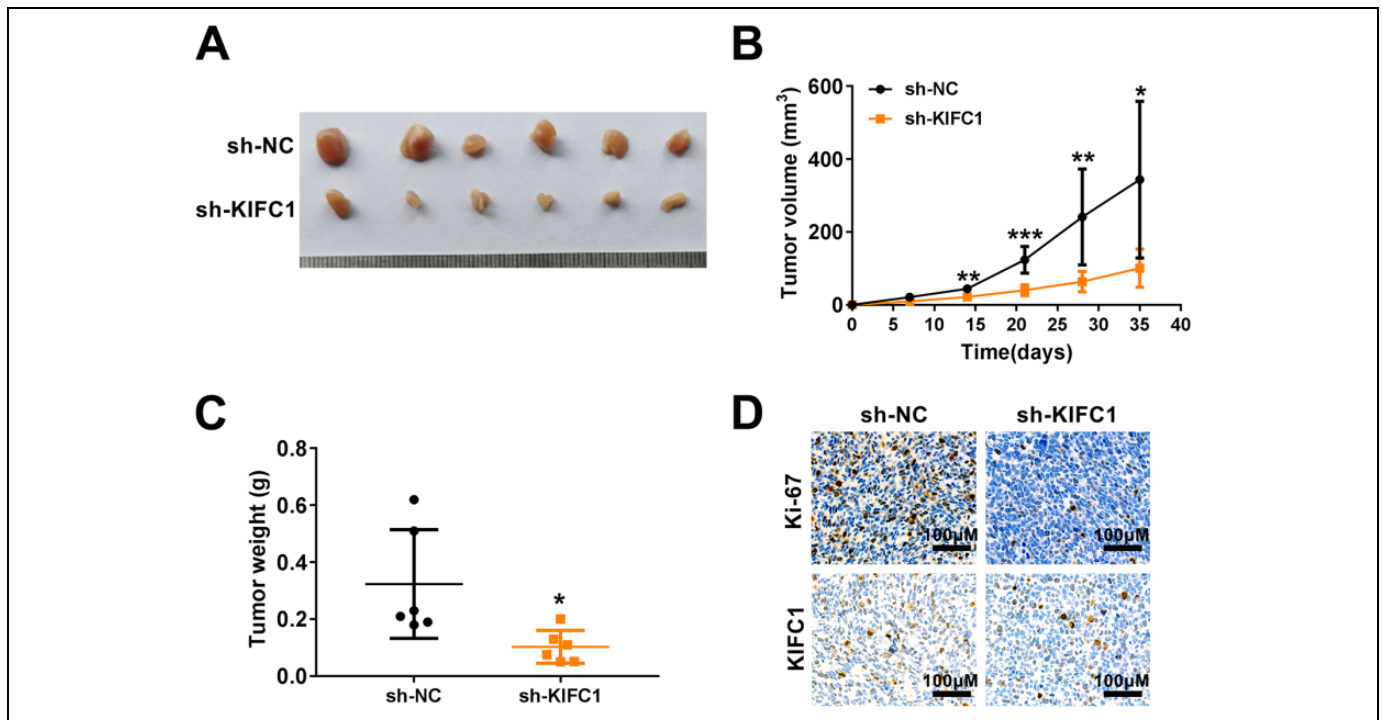 A
sh-NC
sh-KIFC1
B
Tumor volume (mm³)
600
400
200
0
sh-NC
sh-KIFC1
**
***
**
*
0 5 10 15 20 25 30 35 40
Time(days)
C
Tumor weight (g)
0.8
0.6
0.4
0.2
0.0
*
sh-NC sh-KIFC1
D
sh-NC sh-KIFC1
Ki-67
100μM 100μM
KIFC1
100μM 100μM